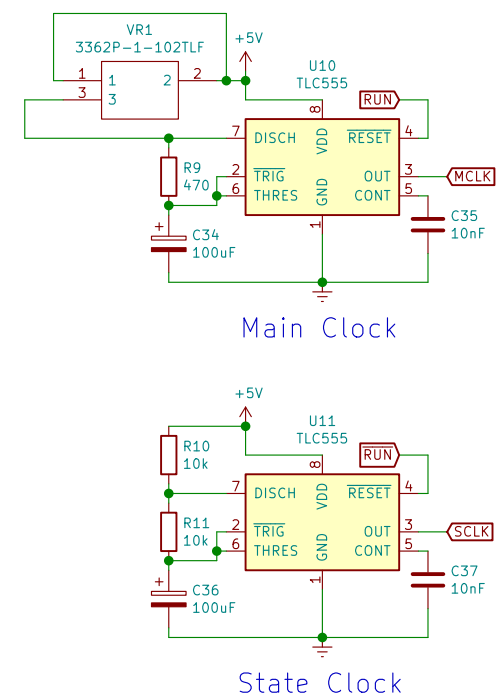 VR1
3362P-1-102TLF
+5V
1
1
2
2
3
3
U10
TLC555
8
RUN
7
DISCH
VDD
RESET
4
R9
470
2
TRIG
OUT
3
MCLK
6
THRES
GND
CONT
5
1
+
C34
100uF
C35
10nF
Main Clock
+5V
U11
TLC555
R10
10k
8
RUN
7
DISCH
VDD
RESET
4
R11
10k
2
TRIG
OUT
3
SCLK
6
THRES
GND
CONT
5
1
+
C36
100uF
C37
10nF
State Clock